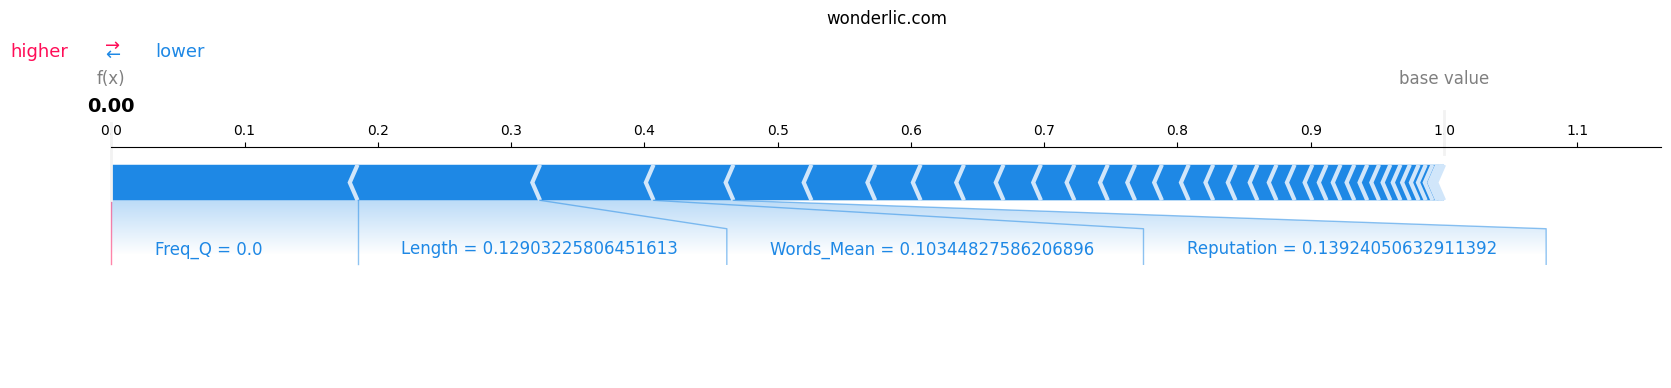 wonderlic.com
higher ⇄ lower
f(x) base value
0.00
0.0 0.1 0.2 0.3 0.4 0.5 0.6 0.7 0.8 0.9 1.0 1.1
Freq_Q = 0.0 Length = 0.12903225806451613 Words_Mean = 0.10344827586206896 Reputation = 0.13924050632911392